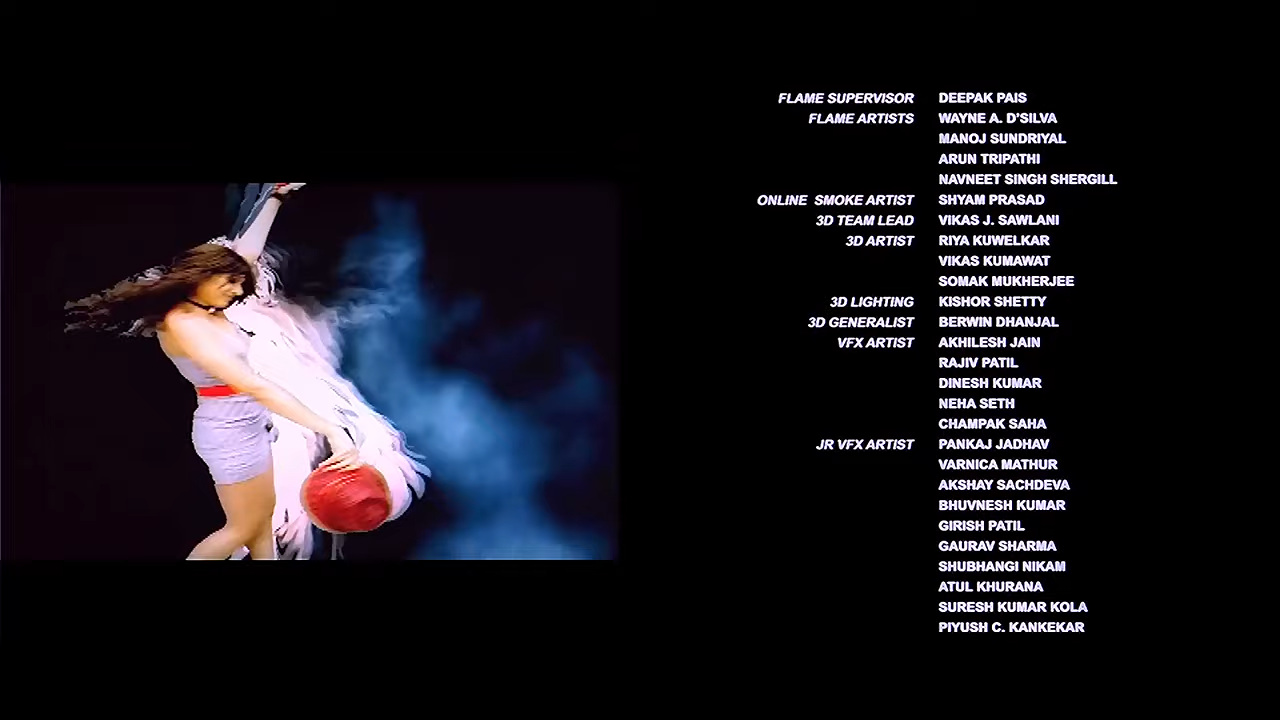 FLAME SUPERVISOR DEEPAK PAIS
FLAME ARTISTS WAYNE A. D'SILVA
MANOJ SUNDRIYAL
ARUN TRIPATHI
NAVNEET SINGH SHERGILL
ONLINE SMOKE ARTIST SHYAM PRASAD
3D TEAM LEAD VIKAS J. SAWLANI
3D ARTIST RIYA KUWELKAR
VIKAS KUMAWAT
SOMAK MUKHERJEE
3D LIGHTING KISHOR SHETTY
3D GENERALIST BERWIN DHANJAL
VFX ARTIST AKHILESH JAIN
RAJIV PATIL
DINESH KUMAR
NEHA SETH
CHAMPAK SAHA
JR VFX ARTIST PANKAJ JADHAV
VARNICA MATHUR
AKSHAY SACHDEVA
BHUVNESH KUMAR
GIRISH PATIL
GAURAV SHARMA
SHUBHANGI NIKAM
ATUL KHURANA
SURESH KUMAR KOLA
PIYUSH C. KANKEKAR